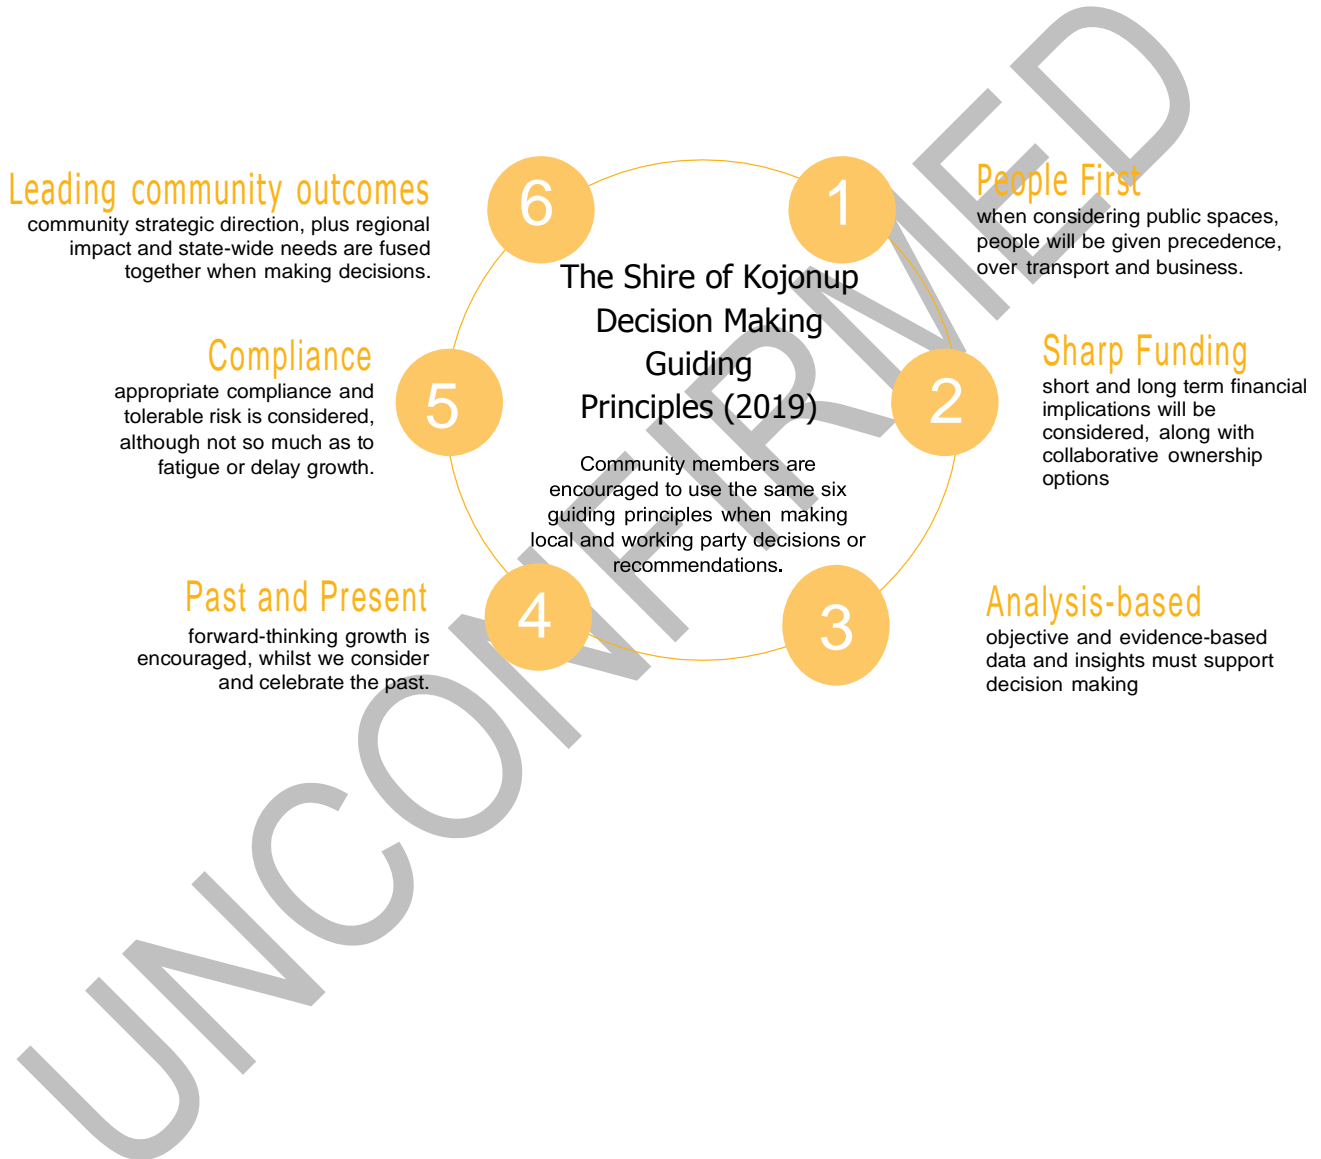 The Shire of Kojonup
Decision Making
Guiding
Principles (2019)
Community members are
encouraged to use the same six
guiding principles when making
local and working party decisions or
recommendations.
1
People First
when considering public spaces,
people will be given precedence,
over transport and business.
2
Sharp Funding
short and long term financial
implications will be
considered, along with
collaborative ownership
options
3
Analysis-based
objective and evidence-based
data and insights must support
decision making
4
Past and Present
forward-thinking growth is
encouraged, whilst we consider
and celebrate the past.
5
Compliance
appropriate compliance and
tolerable risk is considered,
although not so much as to
fatigue or delay growth.
6
Leading community outcomes
community strategic direction, plus regional
impact and state-wide needs are fused
together when making decisions.
UNCONFIRMED